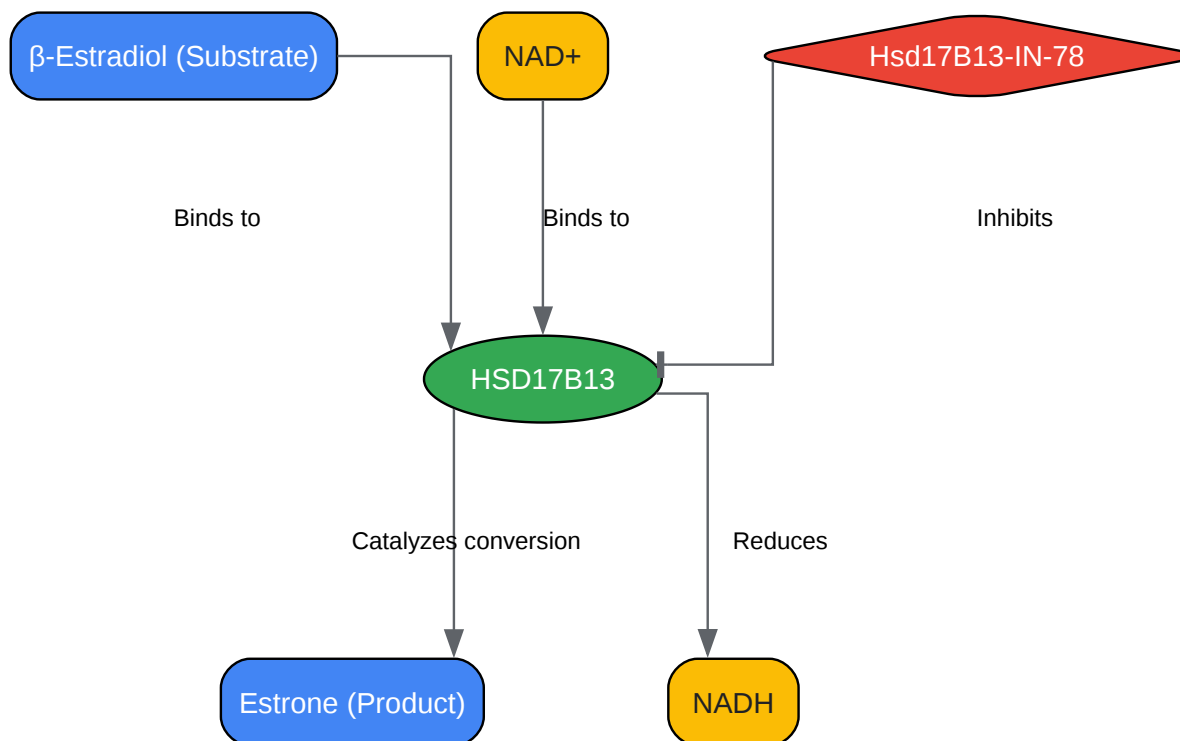 β-Estradiol (Substrate)
NAD+
Hsd17B13-IN-78
Binds to
Binds to
Inhibits
HSD17B13
Catalyzes conversion
Reduces
Estrone (Product)
NADH